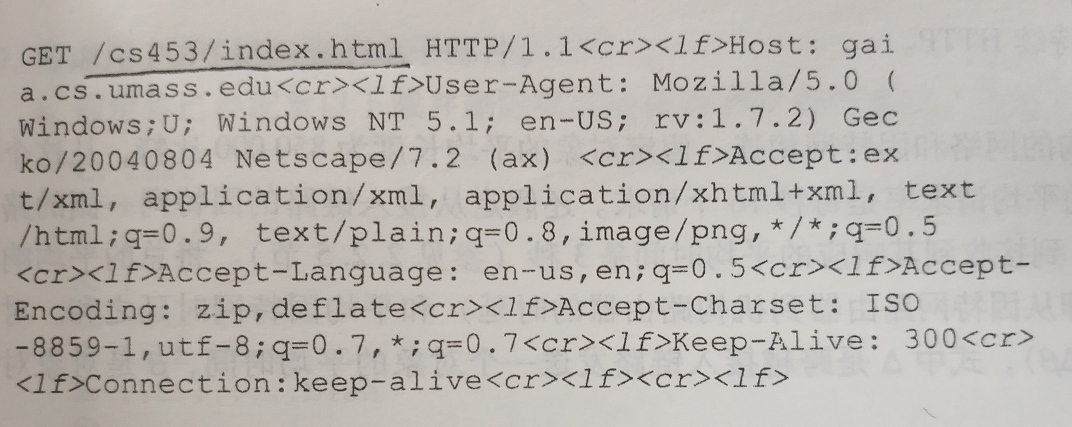 GET /cs453/index.html HTTP/1.1<cr><lf>Host: gai
a.cs.umass.edu<cr><lf>User-Agent: Mozilla/5.0 (
Windows;U; Windows NT 5.1; en-US; rv:1.7.2) Gec
ko/20040804 Netscape/7.2 (ax) <cr><lf>Accept:ex
t/xml, application/xml, application/xhtml+xml, text
/html;q=0.9, text/plain;q=0.8,image/png,*/*;q=0.5
<cr><lf>Accept-Language: en-us,en;q=0.5<cr><lf>Accept-
Encoding: zip,deflate<cr><lf>Accept-Charset: ISO
-8859-1,utf-8;q=0.7,*;q=0.7<cr><lf>Keep-Alive: 300<cr>
<lf>Connection:keep-alive<cr><lf><cr><lf>